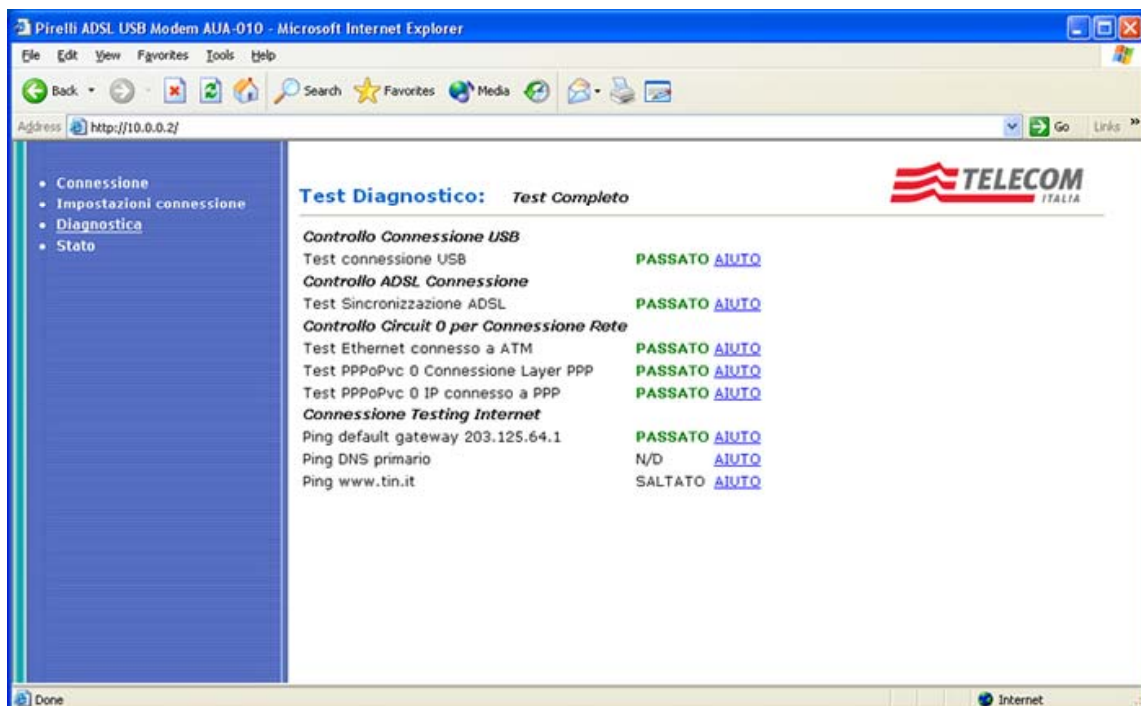 Pirelli ADSL USB Modem AUA-010 - Microsoft Internet Explorer
File Edit View Favorites Tools Help
Back Search Favorites Media
Address http://10.0.0.2/ Go Links »
Connessione
Impostazioni connessione
Diagnostica
Stato
TELECOM
ITALIA
Test Diagnostico: Test Completo
Controllo Connessione USB
Test connessione USB PASSATO AIUTO
Controllo ADSL Connessione
Test Sincronizzazione ADSL PASSATO AIUTO
Controllo Circuit 0 per Connessione Rete
Test Ethernet connesso a ATM PASSATO AIUTO
Test PPPoPvc 0 Connessione Layer PPP PASSATO AIUTO
Test PPPoPvc 0 IP connesso a PPP PASSATO AIUTO
Connessione Testing Internet
Ping default gateway 203.125.64.1 PASSATO AIUTO
Ping DNS primario N/D AIUTO
Ping www.tin.it SALTATO AIUTO
Done Internet